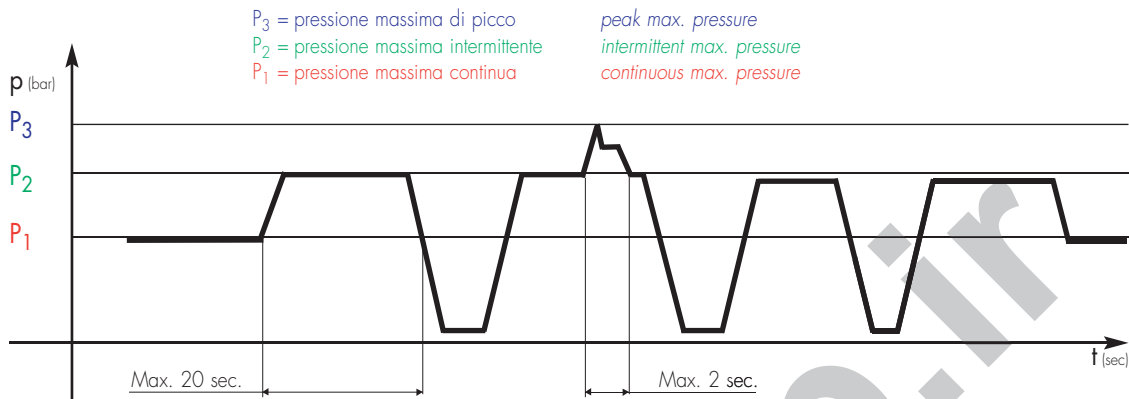 P3 = pressione massima di picco peak max. pressure
P2 = pressione massima intermittente intermittent max. pressure
P1 = pressione massima continua continuous max. pressure
p (bar)
P3
P2
P1
t (sec)
Max. 20 sec.
Max. 2 sec.